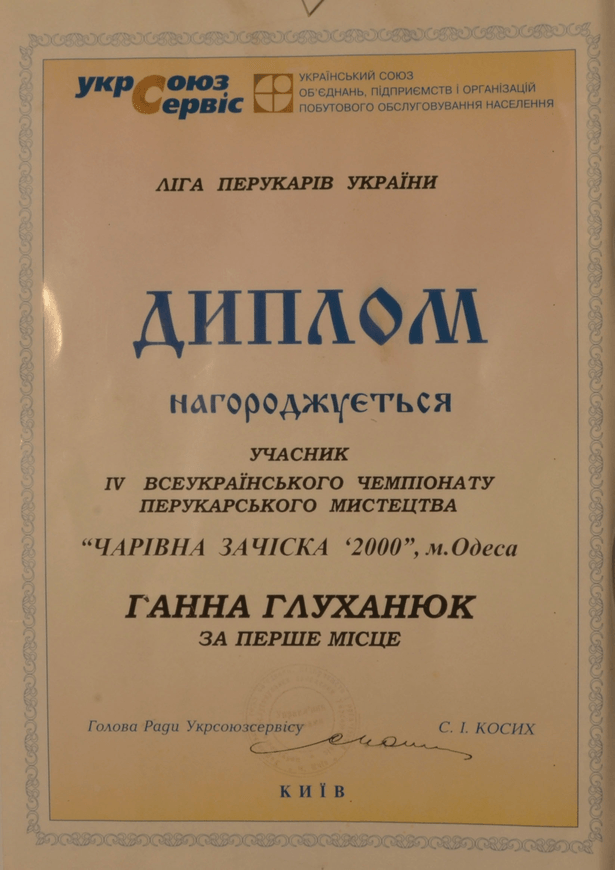 укрСоюз
Сервіс
УКРАЇНСЬКИЙ СОЮЗ
ОБ'ЄДНАНЬ, ПІДПРИЄМСТВ І ОРГАНІЗАЦІЙ
ПОБУТОВОГО ОБСЛУГОВУВАННЯ НАСЕЛЕННЯ
ЛІГА ПЕРУКАРІВ УКРАЇНИ
ДИПЛОМ
НАГОРОДЖУЄТЬСЯ
УЧАСНИК
IV ВСЕУКРАЇНСЬКОГО ЧЕМПІОНАТУ
ПЕРУКАРСЬКОГО МИСТЕЦТВА
“ЧАРІВНА ЗАЧІСКА ‘2000”, м.Одеса
ГАННА ГЛУХАНЮК
ЗА ПЕРШЕ МІСЦЕ
Голова Ради Укрсоюзсервісу С. І. КОСИХ
КИЇВ